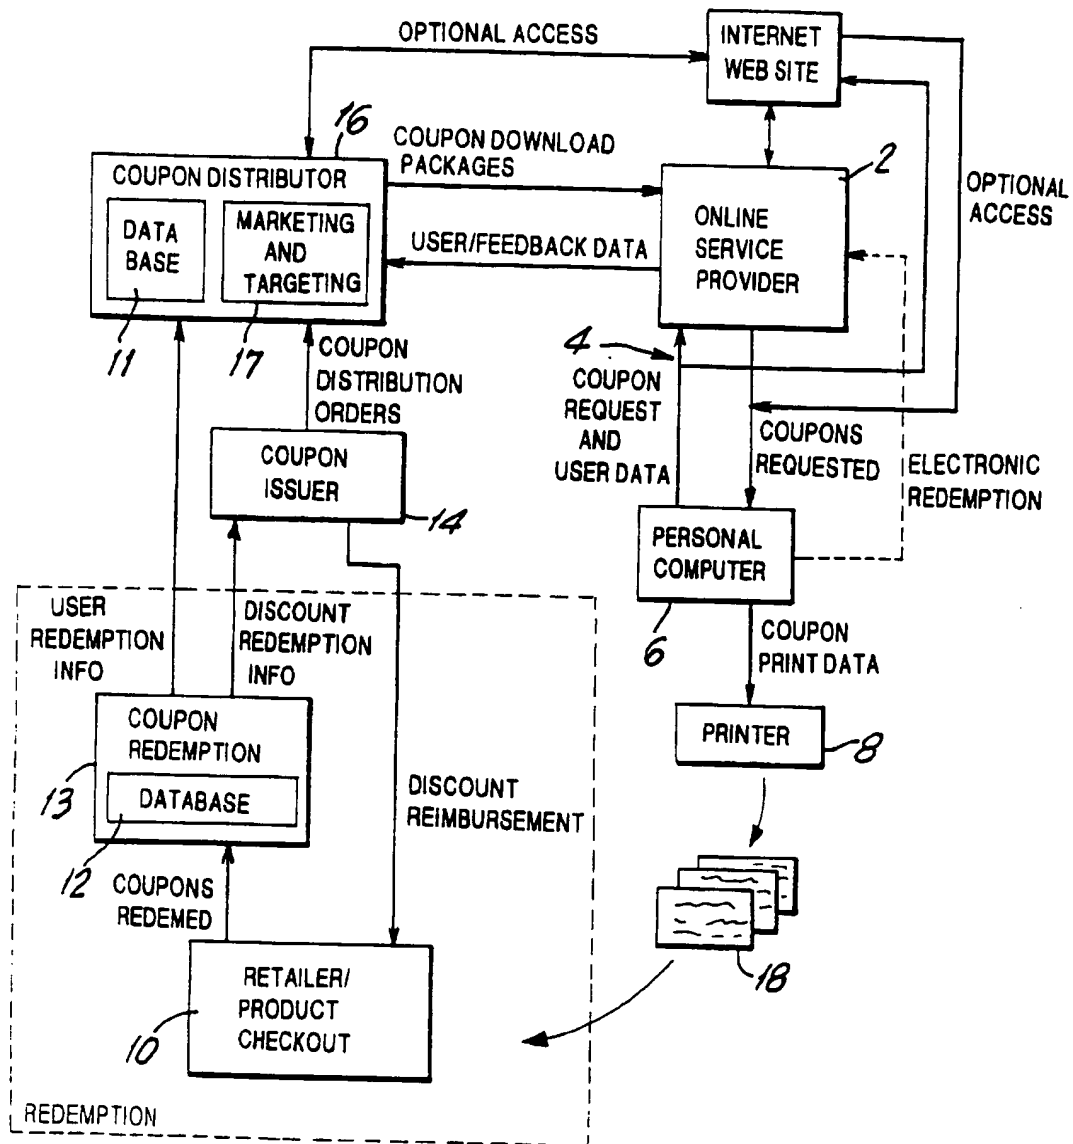 OPTIONAL ACCESS
INTERNET
WEB SITE
16
COUPON DOWNLOAD
PACKAGES
COUPON DISTRIBUTOR
DATA
BASE
MARKETING
AND
TARGETING
11
17
USER/FEEDBACK DATA
2
ONLINE
SERVICE
PROVIDER
OPTIONAL
ACCESS
COUPON
DISTRIBUTION
ORDERS
4
COUPON
REQUEST
AND
USER DATA
COUPONS
REQUESTED
ELECTRONIC
REDEMPTION
COUPON
ISSUER
14
PERSONAL
COMPUTER
6
COUPON
PRINT DATA
PRINTER
8
USER
REDEMPTION
INFO
DISCOUNT
REDEMPTION
INFO
COUPON
REDEMPTION
DATABASE
13
12
DISCOUNT
REIMBURSEMENT
COUPONS
REDEMED
18
RETAILER/
PRODUCT
CHECKOUT
10
REDEMPTION